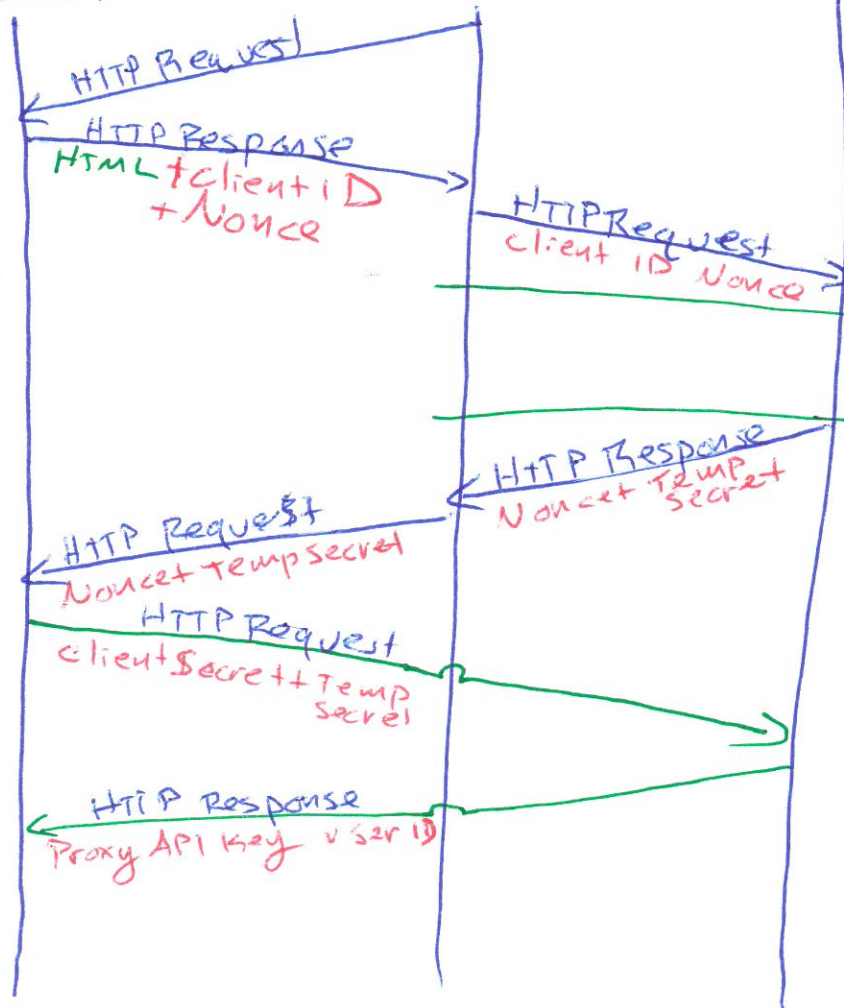 HTTP Request
HTTP Response
HTML + Client ID
+ Nonce
HTTP Request
Client ID Nonce
HTTP Response
Nonce+ Temp
secret
HTTP Request
Nonce+ Temp secret
HTTP Request
Client Secret + Temp
secret
HTTP Response
Proxy API Key User ID